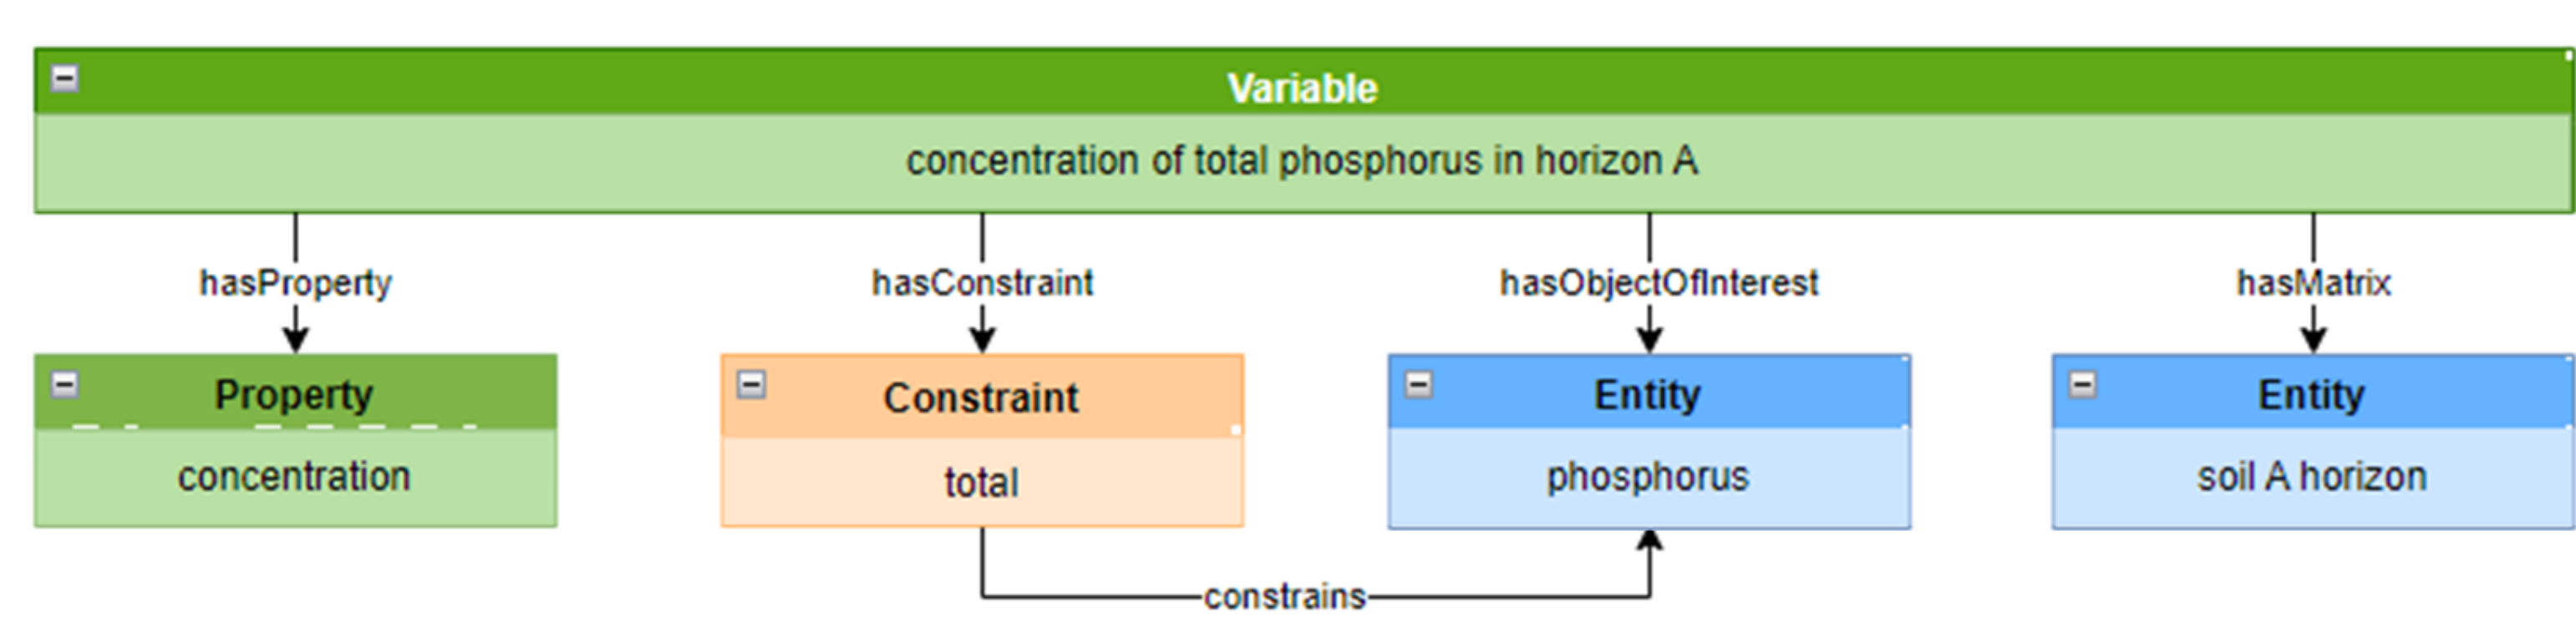 Variable
concentration of total phosphorus in horizon A
hasProperty
hasConstraint
hasObjectOfInterest
hasMatrix
Property
Constraint
Entity
Entity
concentration
total
phosphorus
soil A horizon
constrains